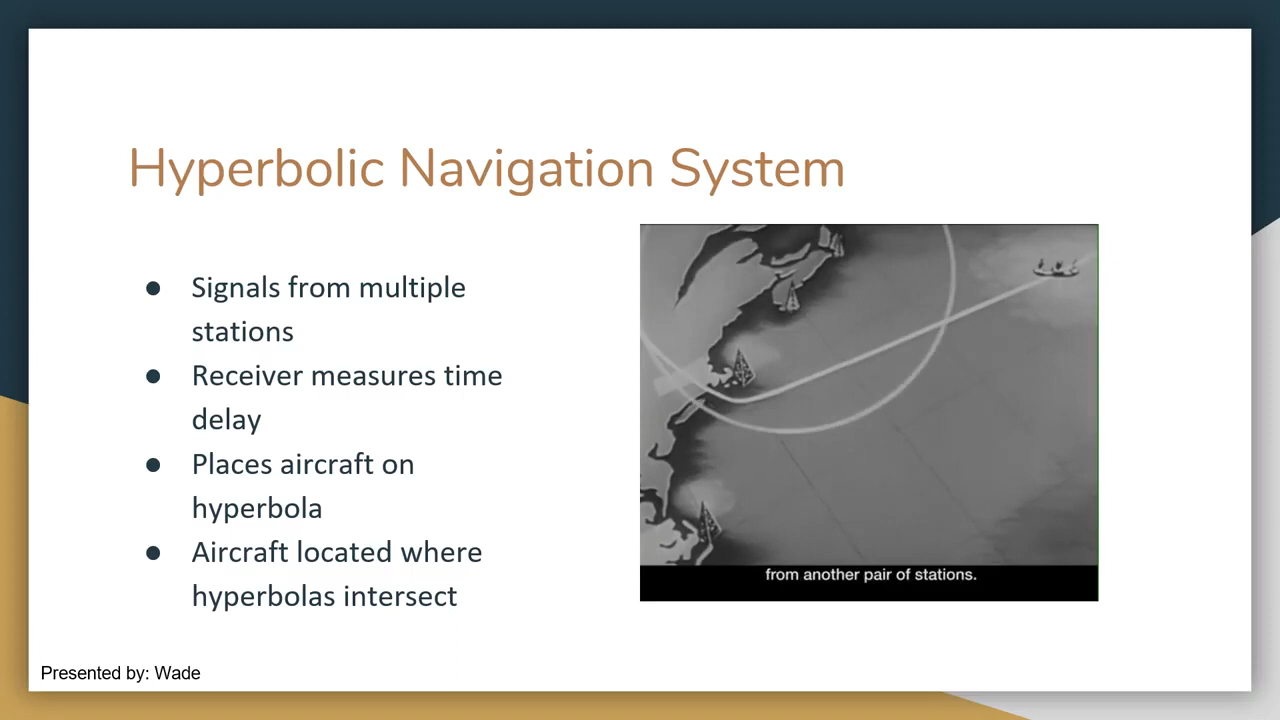 Hyperbolic Navigation System
● Signals from multiple
stations
● Receiver measures time
delay
● Places aircraft on
hyperbola
● Aircraft located where
hyperbolas intersect
from another pair of stations.
Presented by: Wade